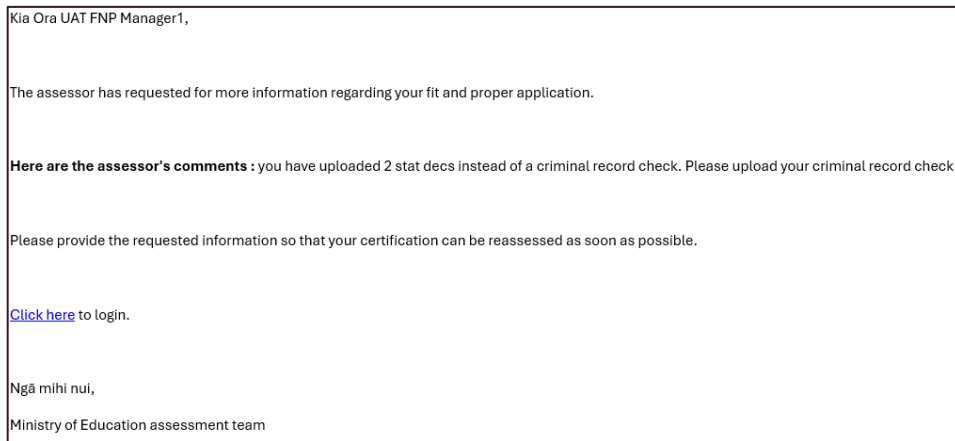 Kia Ora UAT FNP Manager1,
The assessor has requested for more information regarding your fit and proper application.
Here are the assessor's comments : you have uploaded 2 stat decs instead of a criminal record check. Please upload your criminal record check
Please provide the requested information so that your certification can be reassessed as soon as possible.
Click here to login.
Ngā mihi nui,
Ministry of Education assessment team